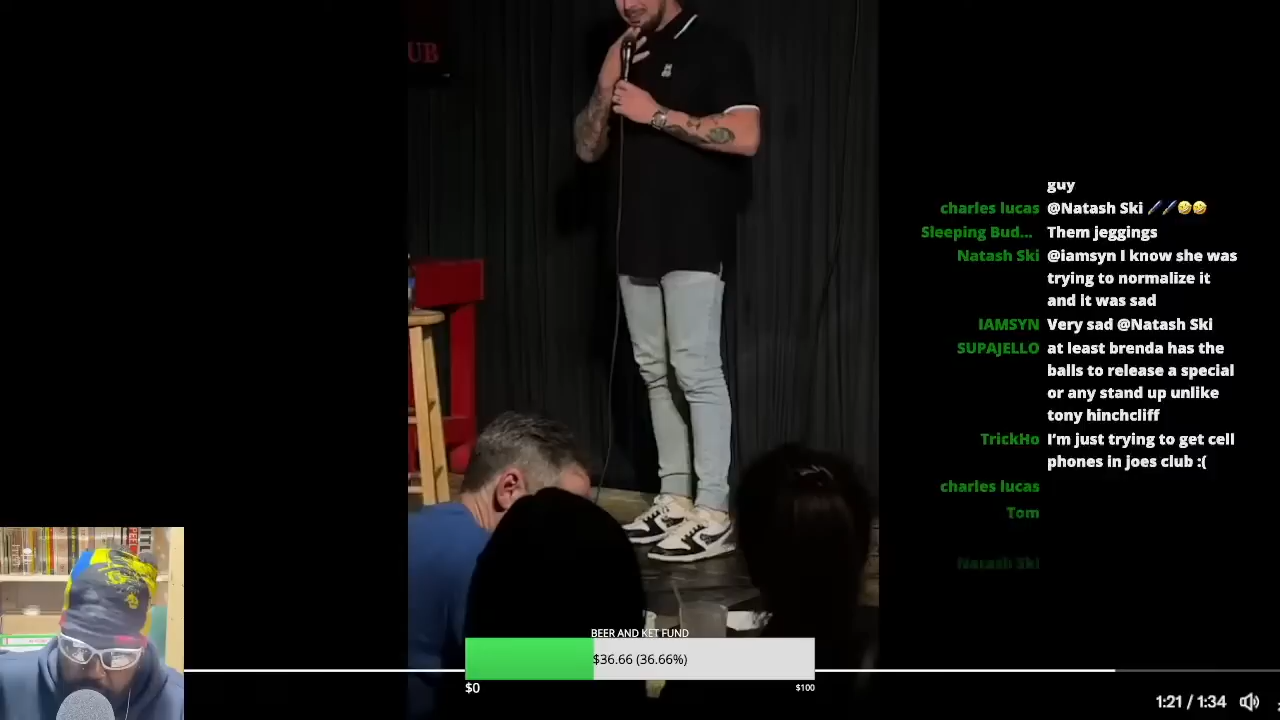 UB
guy
charles lucas @Natash Ski
Sleeping Bud... Them jeggings
Natash Ski @iamsyn I know she was
trying to normalize it
and it was sad
IAMSYN Very sad @Natash Ski
SUPAJELLO at least brenda has the
balls to release a special
or any stand up unlike
tony hinchcliff
TrickHo I'm just trying to get cell
phones in joes club :(
charles lucas
Tom
Natash Ski
BEER AND KET FUND
$36.66 (36.66%)
$0 $100
1:21 / 1:34